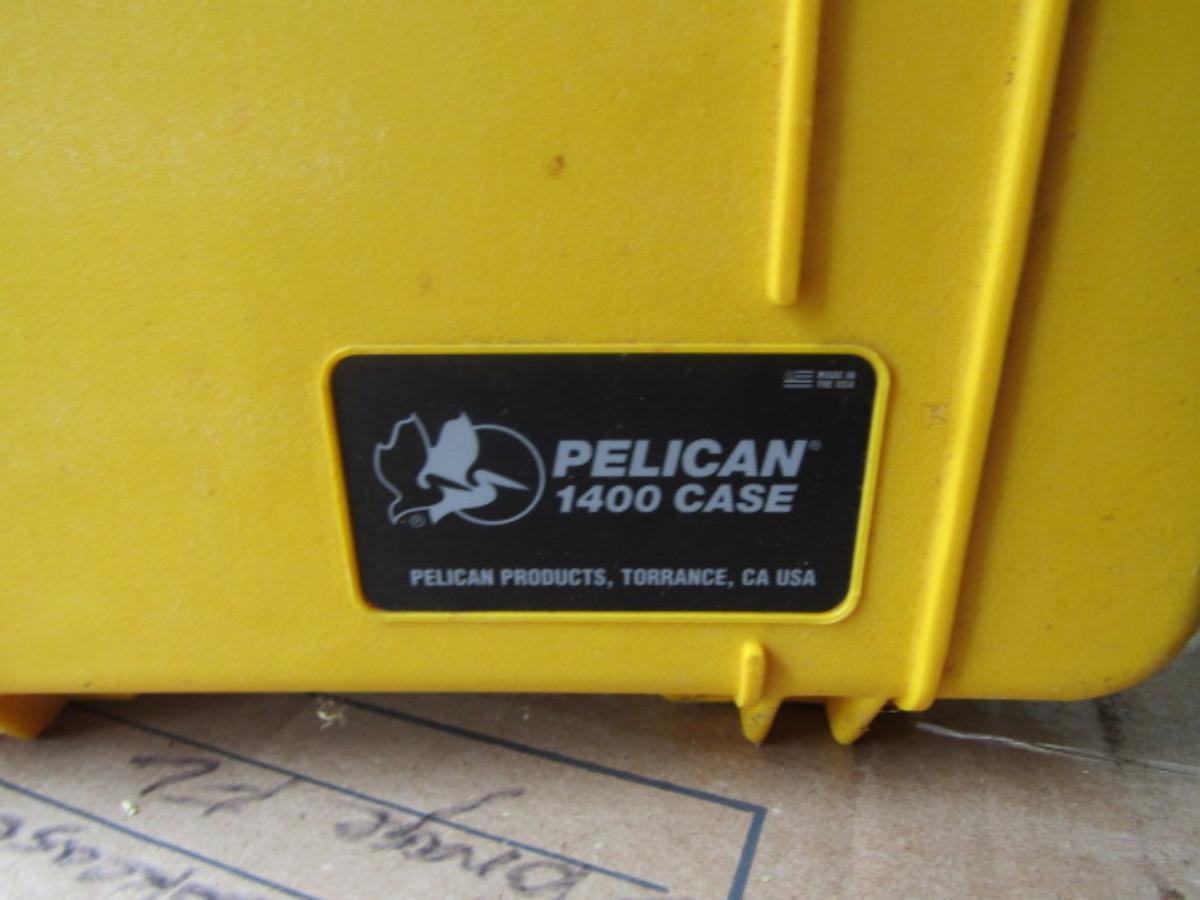 MADE IN
THE USA
PELICAN®
1400 CASE
®
PELICAN PRODUCTS, TORRANCE, CA USA